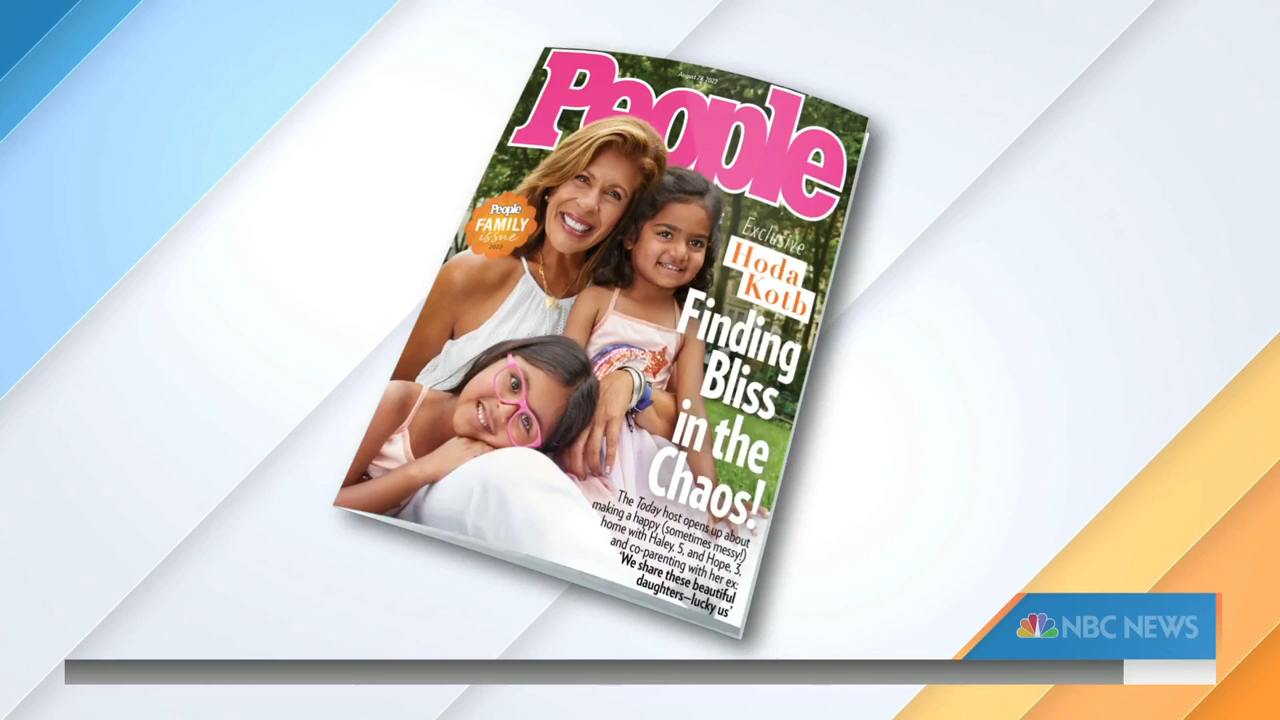 August 29, 2022
People
People
FAMILY
issue
2022
Exclusive
Hoda
Kotb
Finding
Bliss
in the
Chaos!
The Today host opens up about
making a happy (sometimes messy!)
home with Haley, 5, and Hope, 3,
and co-parenting with her ex:
‘We share these beautiful
daughters—lucky us’
NBC NEWS